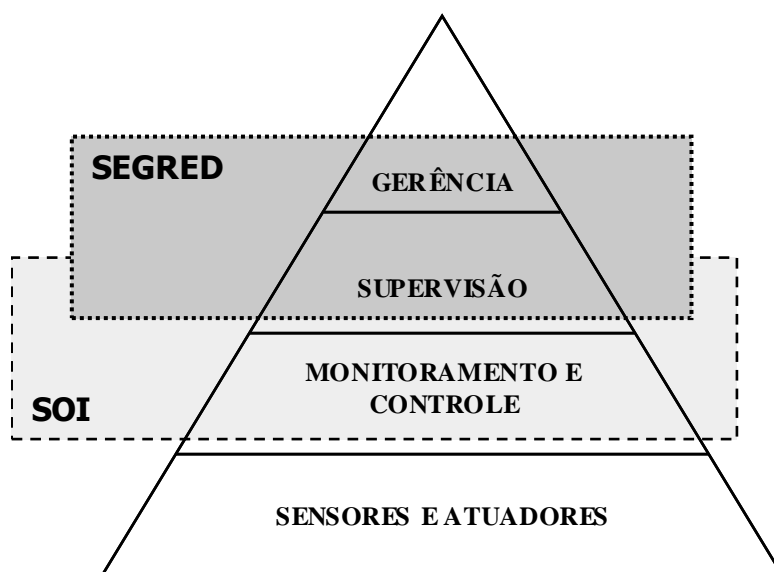 SEGRED
GERÊNCIA
SUPERVISÃO
MONITORAMENTO E
CONTROLE
SOI
SENSORES E ATUADORES